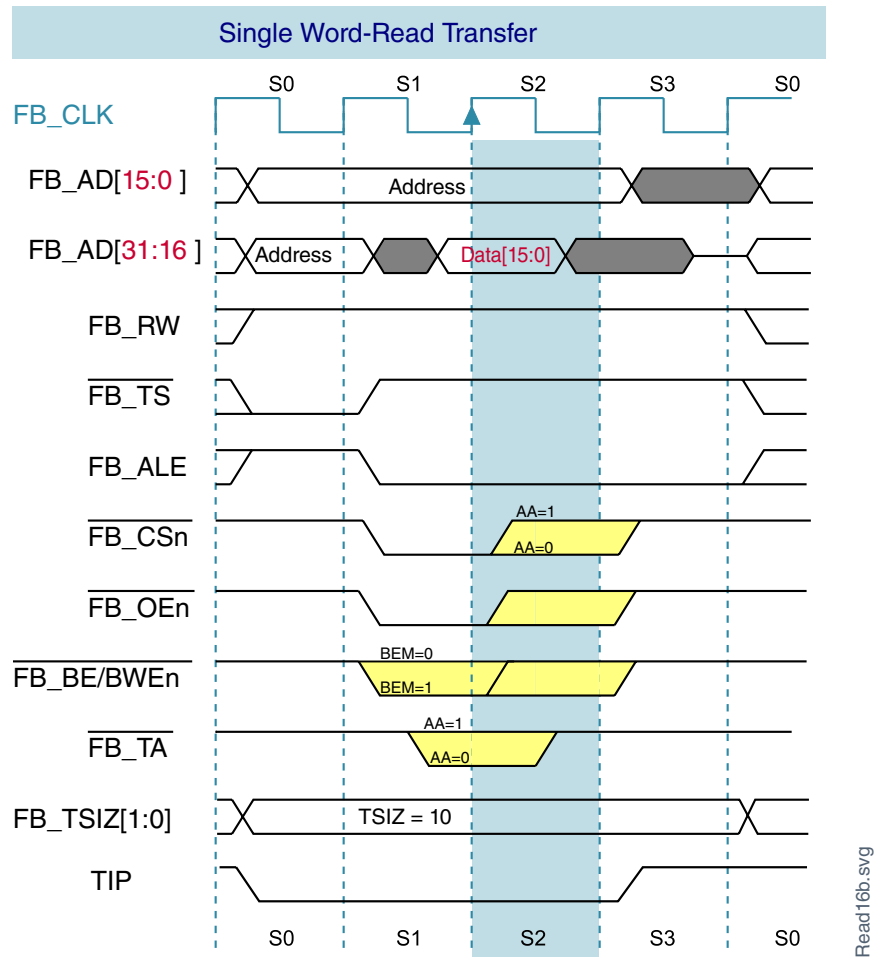 Single Word-Read Transfer
S0 S1 S2 S3 S0
FB_CLK
FB_AD[15:0 ] Address
FB_AD[31:16 ] Address Data[15:0]
FB_RW
FB_TS
FB_ALE
AA=1
FB_CSn
AA=0
FB_OEn
BEM=0
FB_BE/BWEn
BEM=1
AA=1
FB_TA
AA=0
FB_TSIZ[1:0] TSIZ = 10
TIP
S0 S1 S2 S3 S0
Read16b.svg